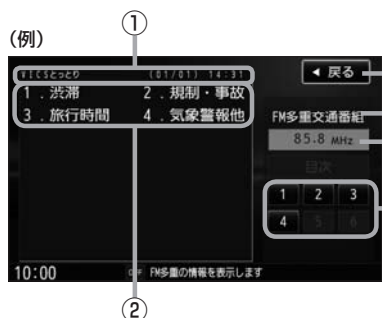 ①
(例)
VICSとっとり (01/01) 14:31
◀ 戻る
1．渋滞 2．規制・事故
3．旅行時間 4．気象警報他
FM多重交通番組
85.8 MHz
目次
1 2 3
4 5 6
10:00 OFF FM多重の情報を表示します
②